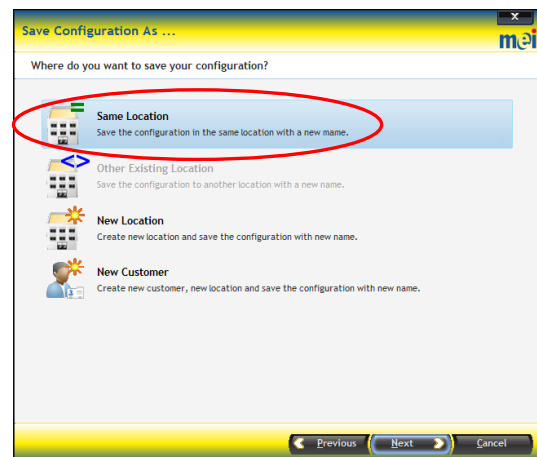 Save Configuration As ...
mei
Where do you want to save your configuration?
Same Location
Save the configuration in the same location with a new mame.
Other Existing Location
Save the configuration to another location with a new name.
New Location
Create new location and save the configuration with new name.
New Customer
Create new customer, new location and save the configuration with new name.
Previous Next Cancel